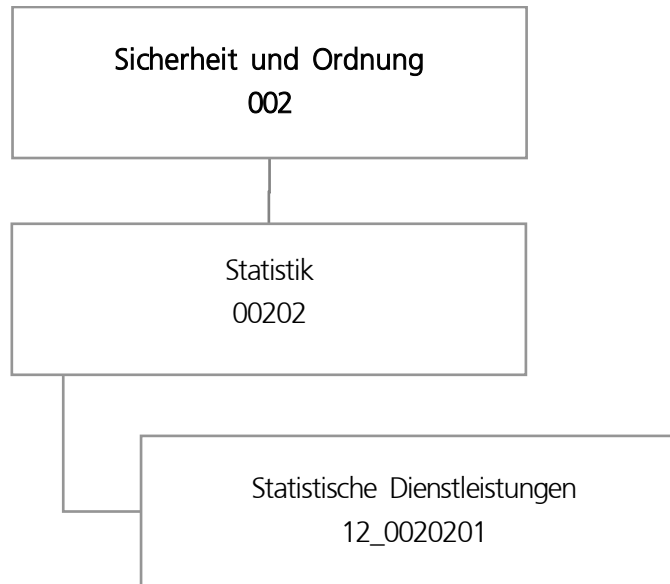 Sicherheit und Ordnung
002
Statistik
00202
Statistische Dienstleistungen
12_0020201